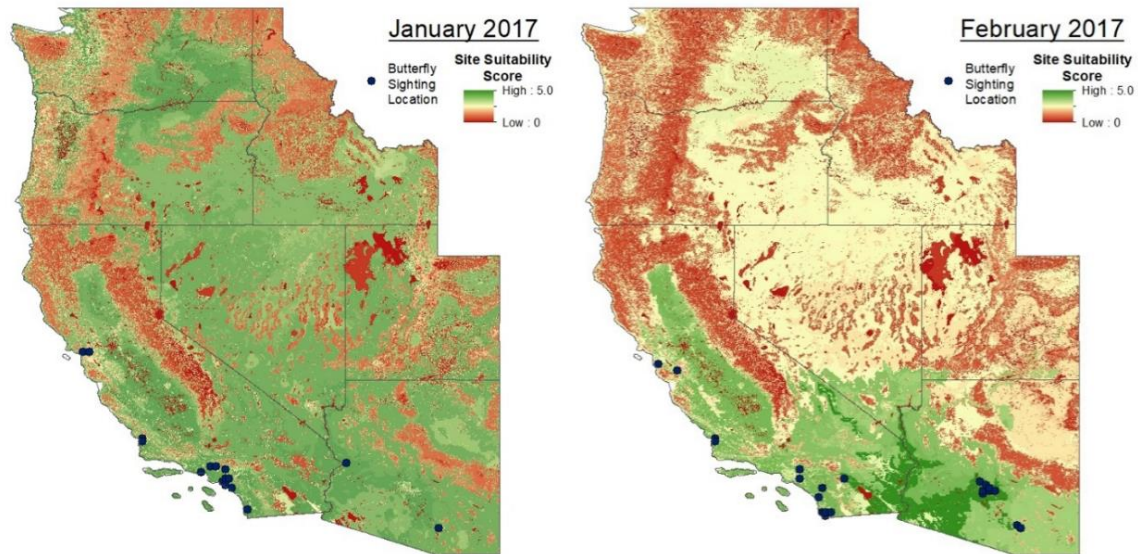 January 2017
Butterfly
Sighting
Location
Site Suitability
Score
High : 5.0
Low : 0
February 2017
Butterfly
Sighting
Location
Site Suitability
Score
High : 5.0
Low : 0